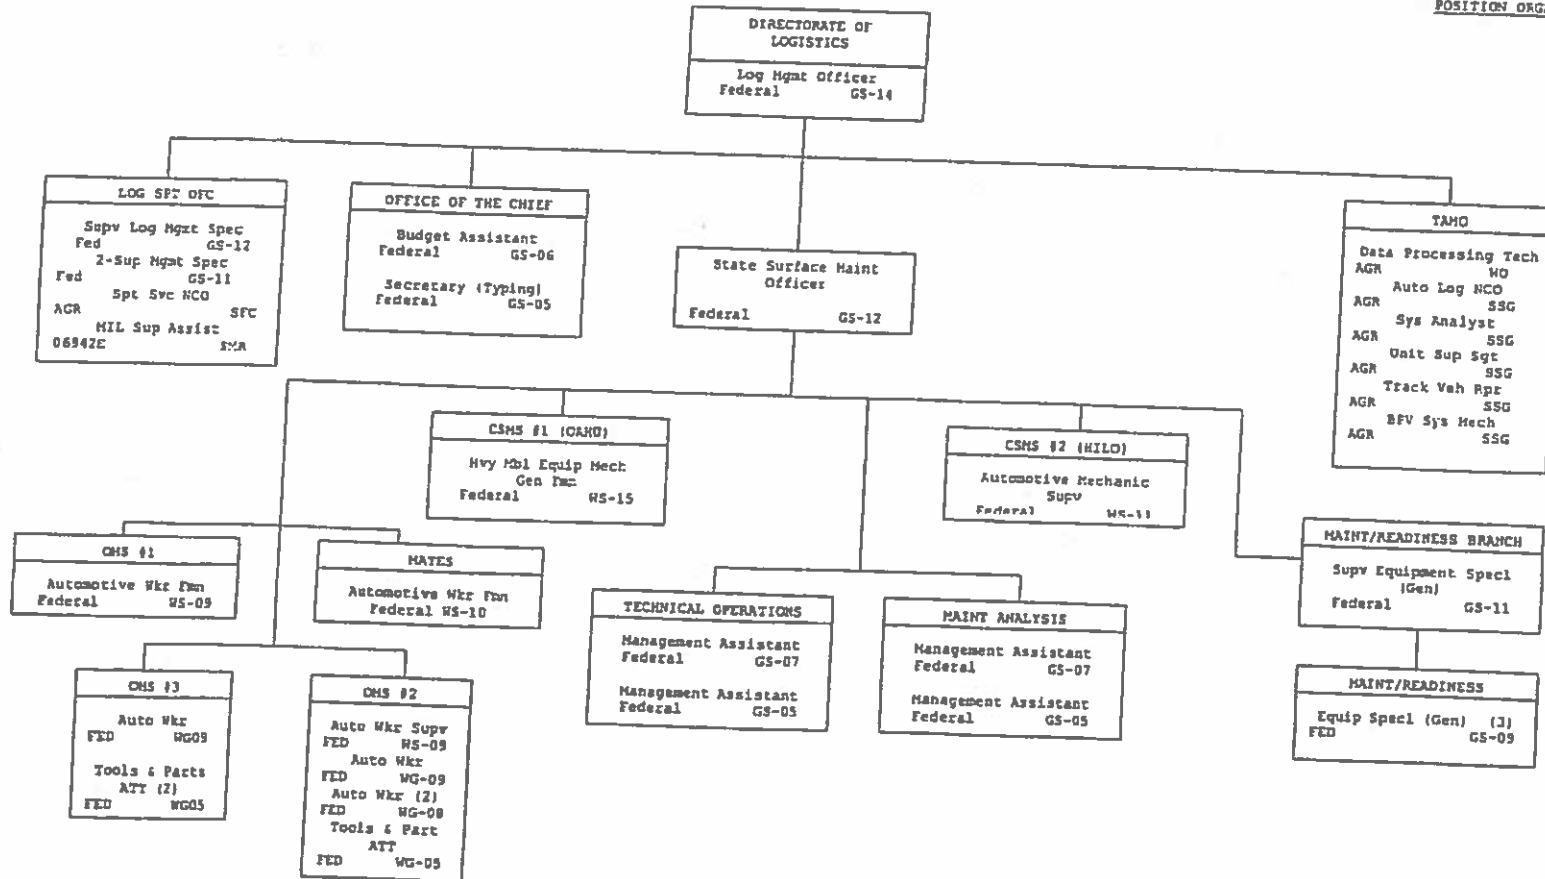 POSITION ORG
DIRECTORATE OF
LOGISTICS
Log Mgmt Officer
Federal GS-14
LOG SPT OFC
Supv Log Mgmt Spec
Fed GS-12
2-Sup Mgmt Spec
Fed GS-11
Spt Svc NCO
AGR SFC
MIL Sup Assist
06942E
OFFICE OF THE CHIEF
Budget Assistant
Federal GS-06
Secretary (Typing)
Federal GS-05
State Surface Maint
Officer
Federal GS-12
TAMO
Data Processing Tech
AGR WO
Auto Log NCO
AGR SSG
Sys Analyst
AGR SSG
Unit Sup Sgt
AGR SSG
Track Veh Rpr
AGR SSG
BFV Sys Mech
AGR SSG
CSMS #1 (OAHU)
Hvy Mbl Equip Mech
Gen Fmn
Federal WS-15
CSMS #2 (HILO)
Automotive Mechanic
Supv
Federal WS-11
OMS #1
Automotive Wkr Fmn
Federal WS-09
MATES
Automotive Wkr Fmn
Federal WS-10
TECHNICAL OPERATIONS
Management Assistant
Federal GS-07
Management Assistant
Federal GS-05
MAINT ANALYSIS
Management Assistant
Federal GS-07
Management Assistant
Federal GS-05
MAINT/READINESS BRANCH
Supv Equipment Specl
(Gen)
Federal GS-11
MAINT/READINESS
Equip Specl (Gen) (3)
FED GS-09
OMS #3
Auto Wkr
FED WG09
Tools & Parts
ATT (2)
FED WG05
OMS #2
Auto Wkr Supv
FED WS-09
Auto Wkr
FED WG-09
Auto Wkr (2)
FED WG-08
Tools & Part
ATT
FED WG-05